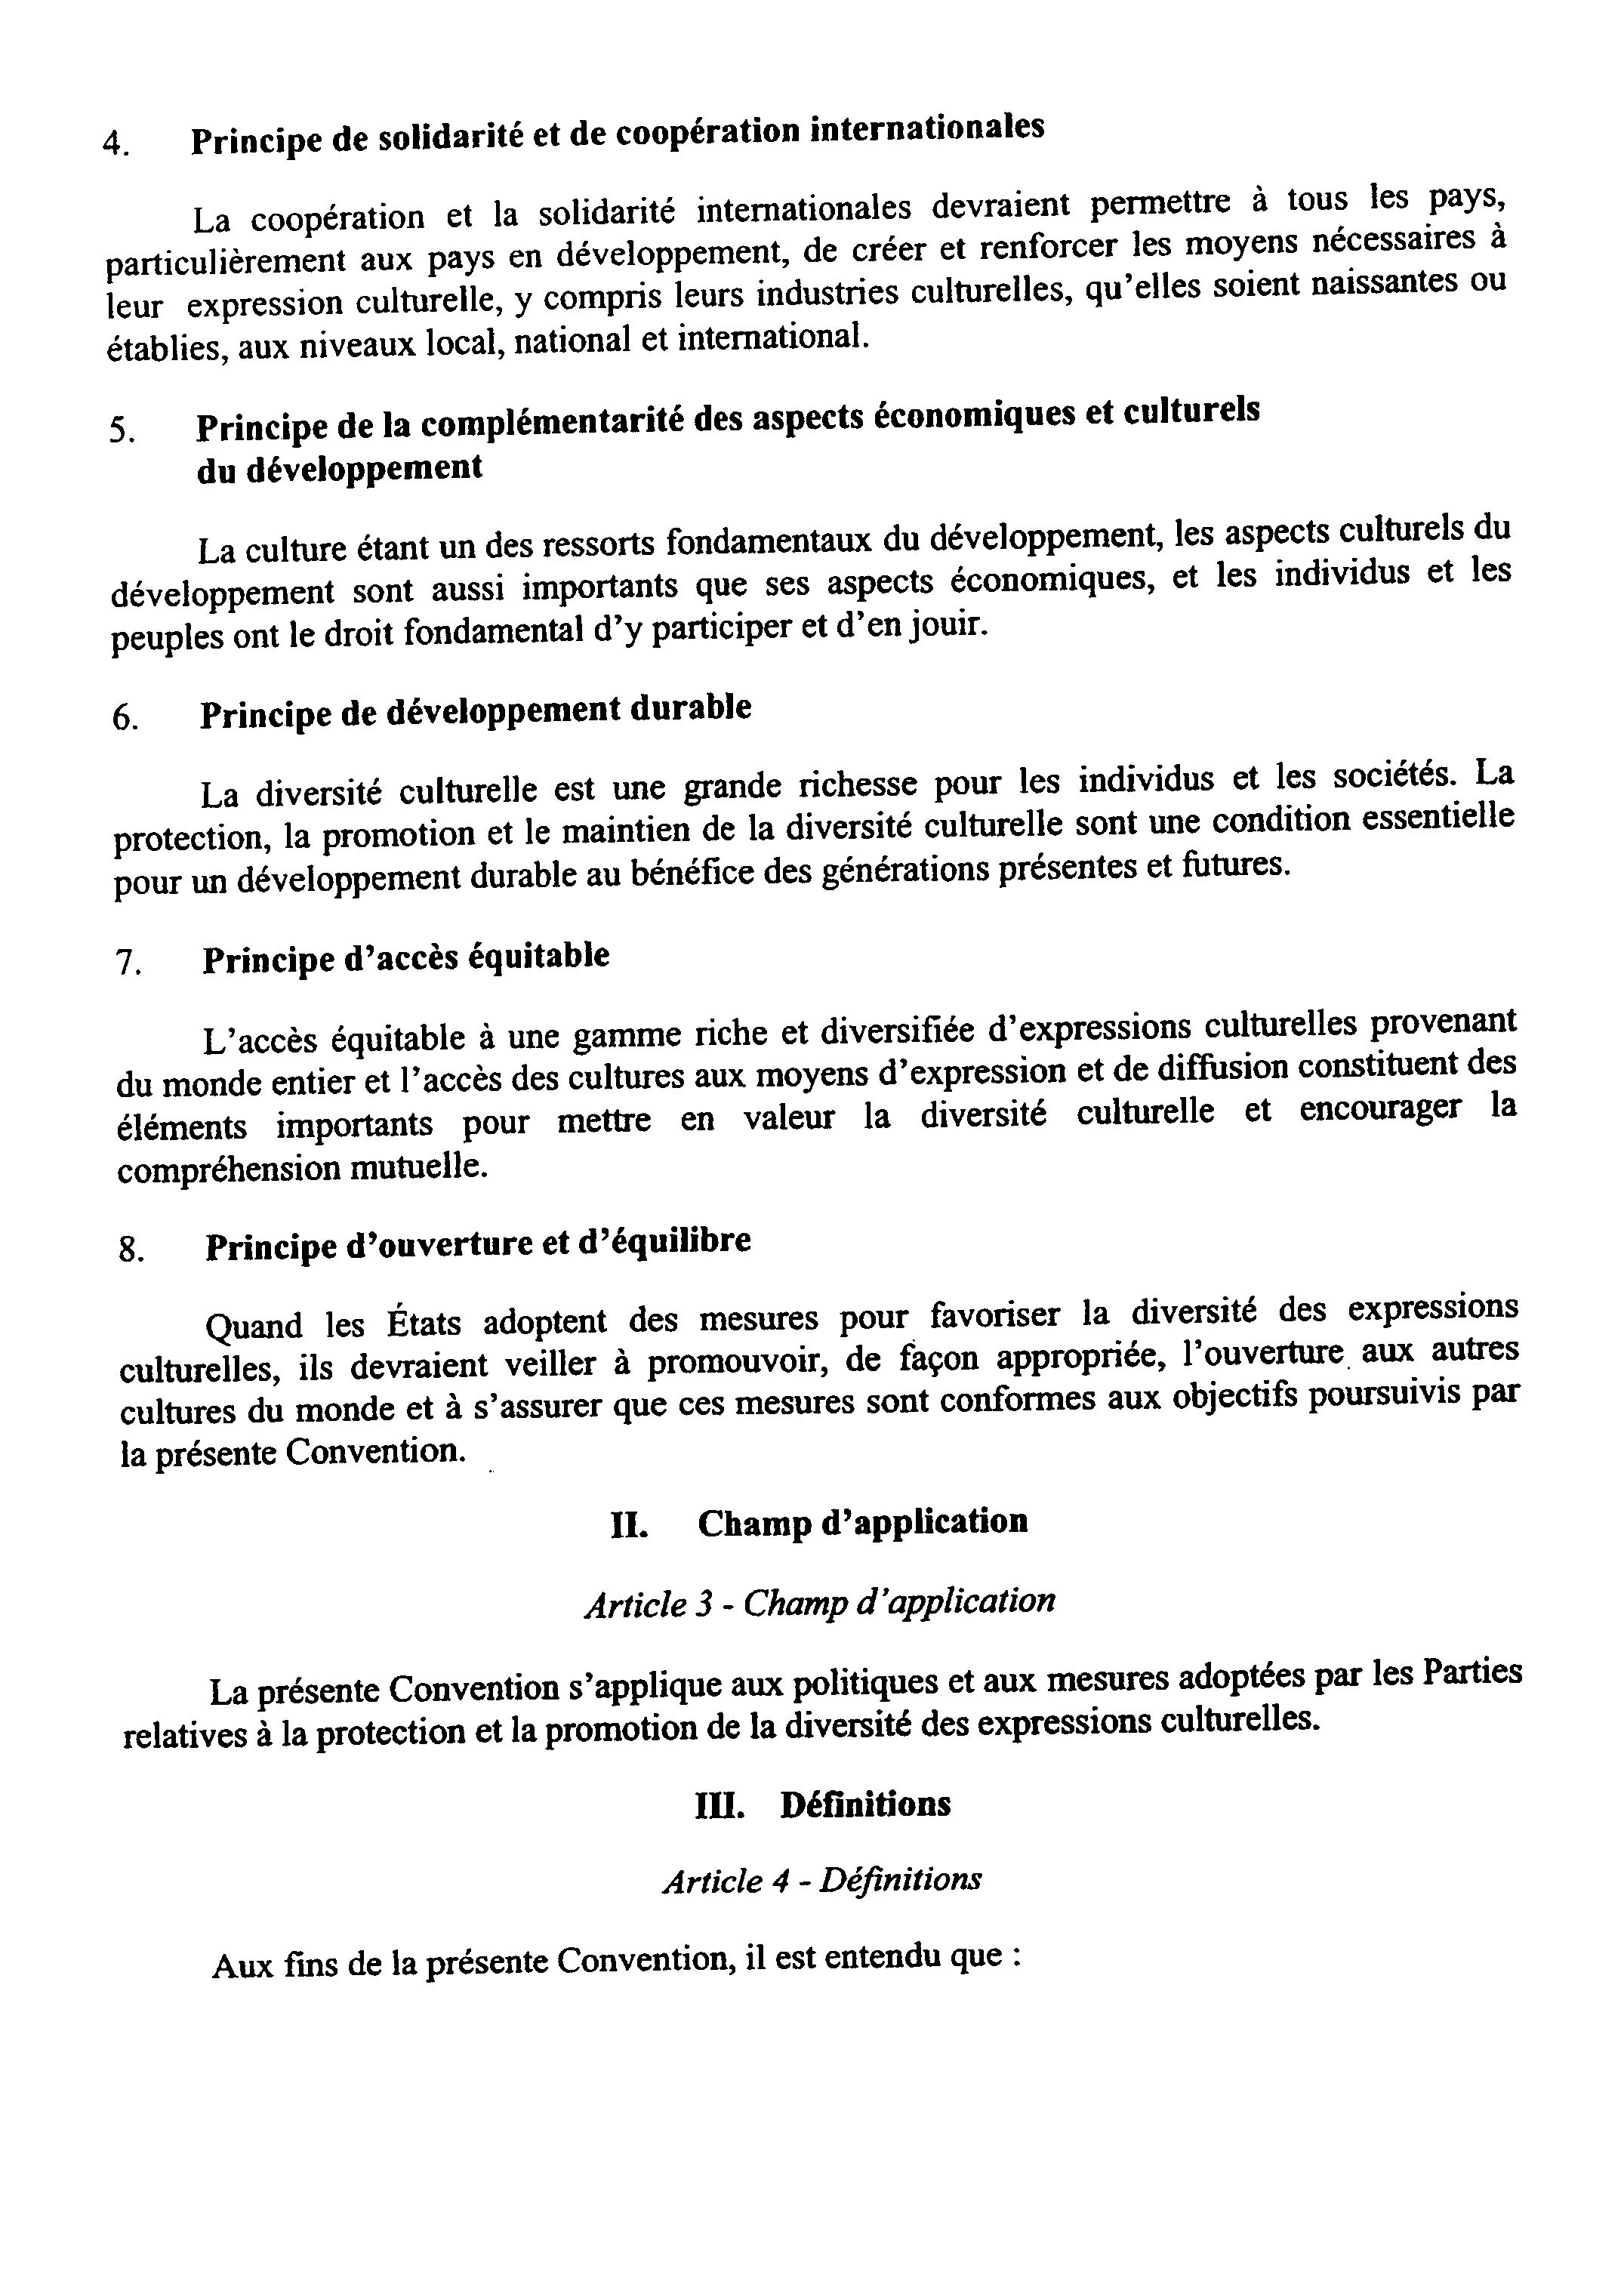 4. Principe de solidarité et de coopération internationales
La coopération et la solidarité internationales devraient permettre à tous les pays,
particulièrement aux pays en développement, de créer et renforcer les moyens nécessaires à
leur expression culturelle, y compris leurs industries culturelles, qu'elles soient naissantes ou
établies, aux niveaux local, national et international.
5. Principe de la complémentarité des aspects économiques et culturels
du développement
La culture étant un des ressorts fondamentaux du développement, les aspects culturels du
développement sont aussi importants que ses aspects économiques, et les individus et les
peuples ont le droit fondamental d'y participer et d'en jouir.
6. Principe de développement durable
La diversité culturelle est une grande richesse pour les individus et les sociétés. La
protection, la promotion et le maintien de la diversité culturelle sont une condition essentielle
pour un développement durable au bénéfice des générations présentes et futures.
7. Principe d'accès équitable
L'accès équitable à une gamme riche et diversifiée d'expressions culturelles provenant
du monde entier et l'accès des cultures aux moyens d'expression et de diffusion constituent des
éléments importants pour mettre en valeur la diversité culturelle et encourager la
compréhension mutuelle.
8. Principe d'ouverture et d'équilibre
Quand les États adoptent des mesures pour favoriser la diversité des expressions
culturelles, ils devraient veiller à promouvoir, de façon appropriée, l'ouverture aux autres
cultures du monde et à s'assurer que ces mesures sont conformes aux objectifs poursuivis par
la présente Convention.
II. Champ d'application
Article 3 - Champ d'application
La présente Convention s'applique aux politiques et aux mesures adoptées par les Parties
relatives à la protection et la promotion de la diversité des expressions culturelles.
III. Définitions
Article 4 - Définitions
Aux fins de la présente Convention, il est entendu que :